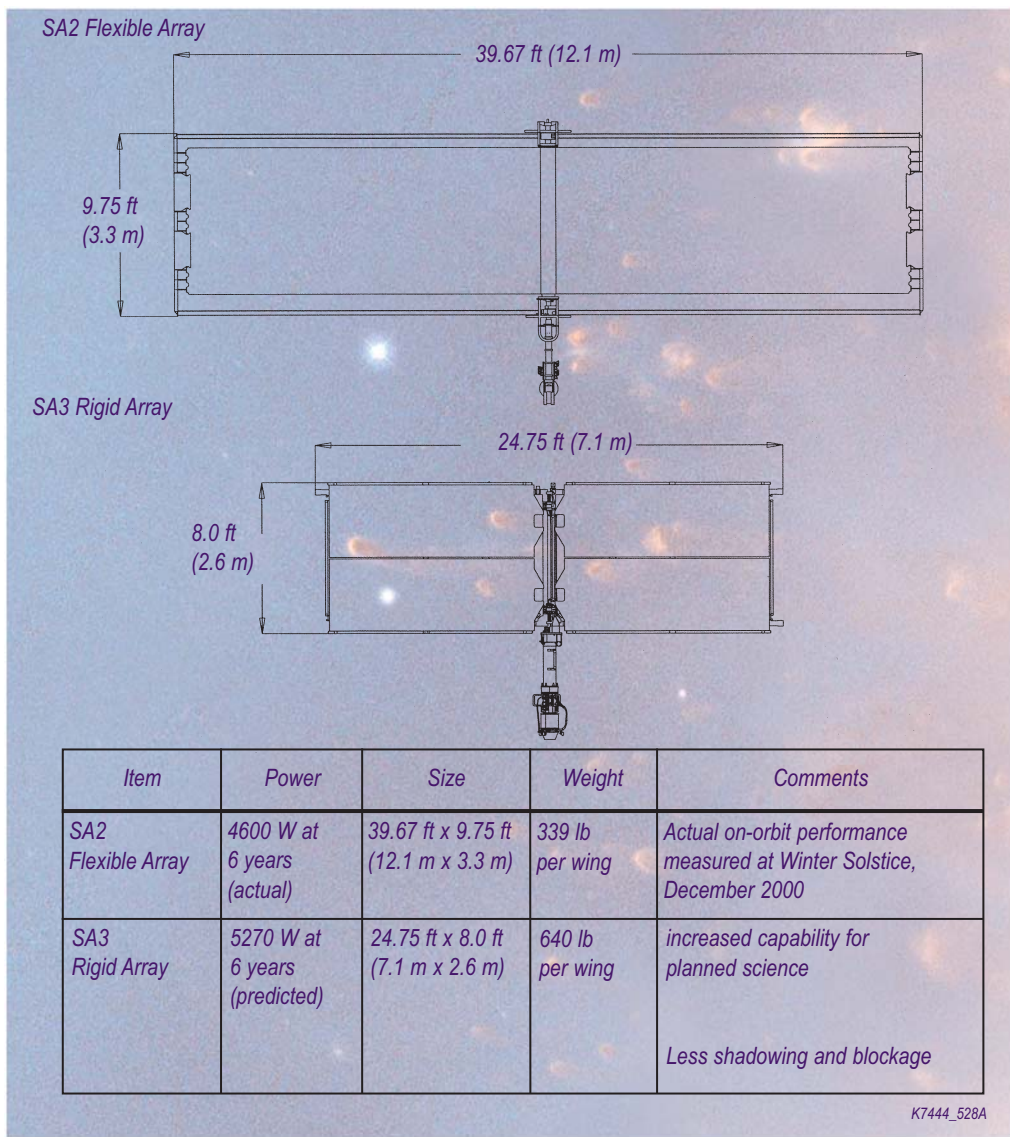 SA2 Flexible Array
39.67 ft (12.1 m)
9.75 ft
(3.3 m)
SA3 Rigid Array
24.75 ft (7.1 m)
8.0 ft
(2.6 m)
Item Power Size Weight Comments
SA2
Flexible Array
4600 W at
6 years
(actual)
39.67 ft x 9.75 ft
(12.1 m x 3.3 m)
339 lb
per wing
Actual on-orbit performance
measured at Winter Solstice,
December 2000
SA3
Rigid Array
5270 W at
6 years
(predicted)
24.75 ft x 8.0 ft
(7.1 m x 2.6 m)
640 lb
per wing
increased capability for
planned science
Less shadowing and blockage
K7444_528A